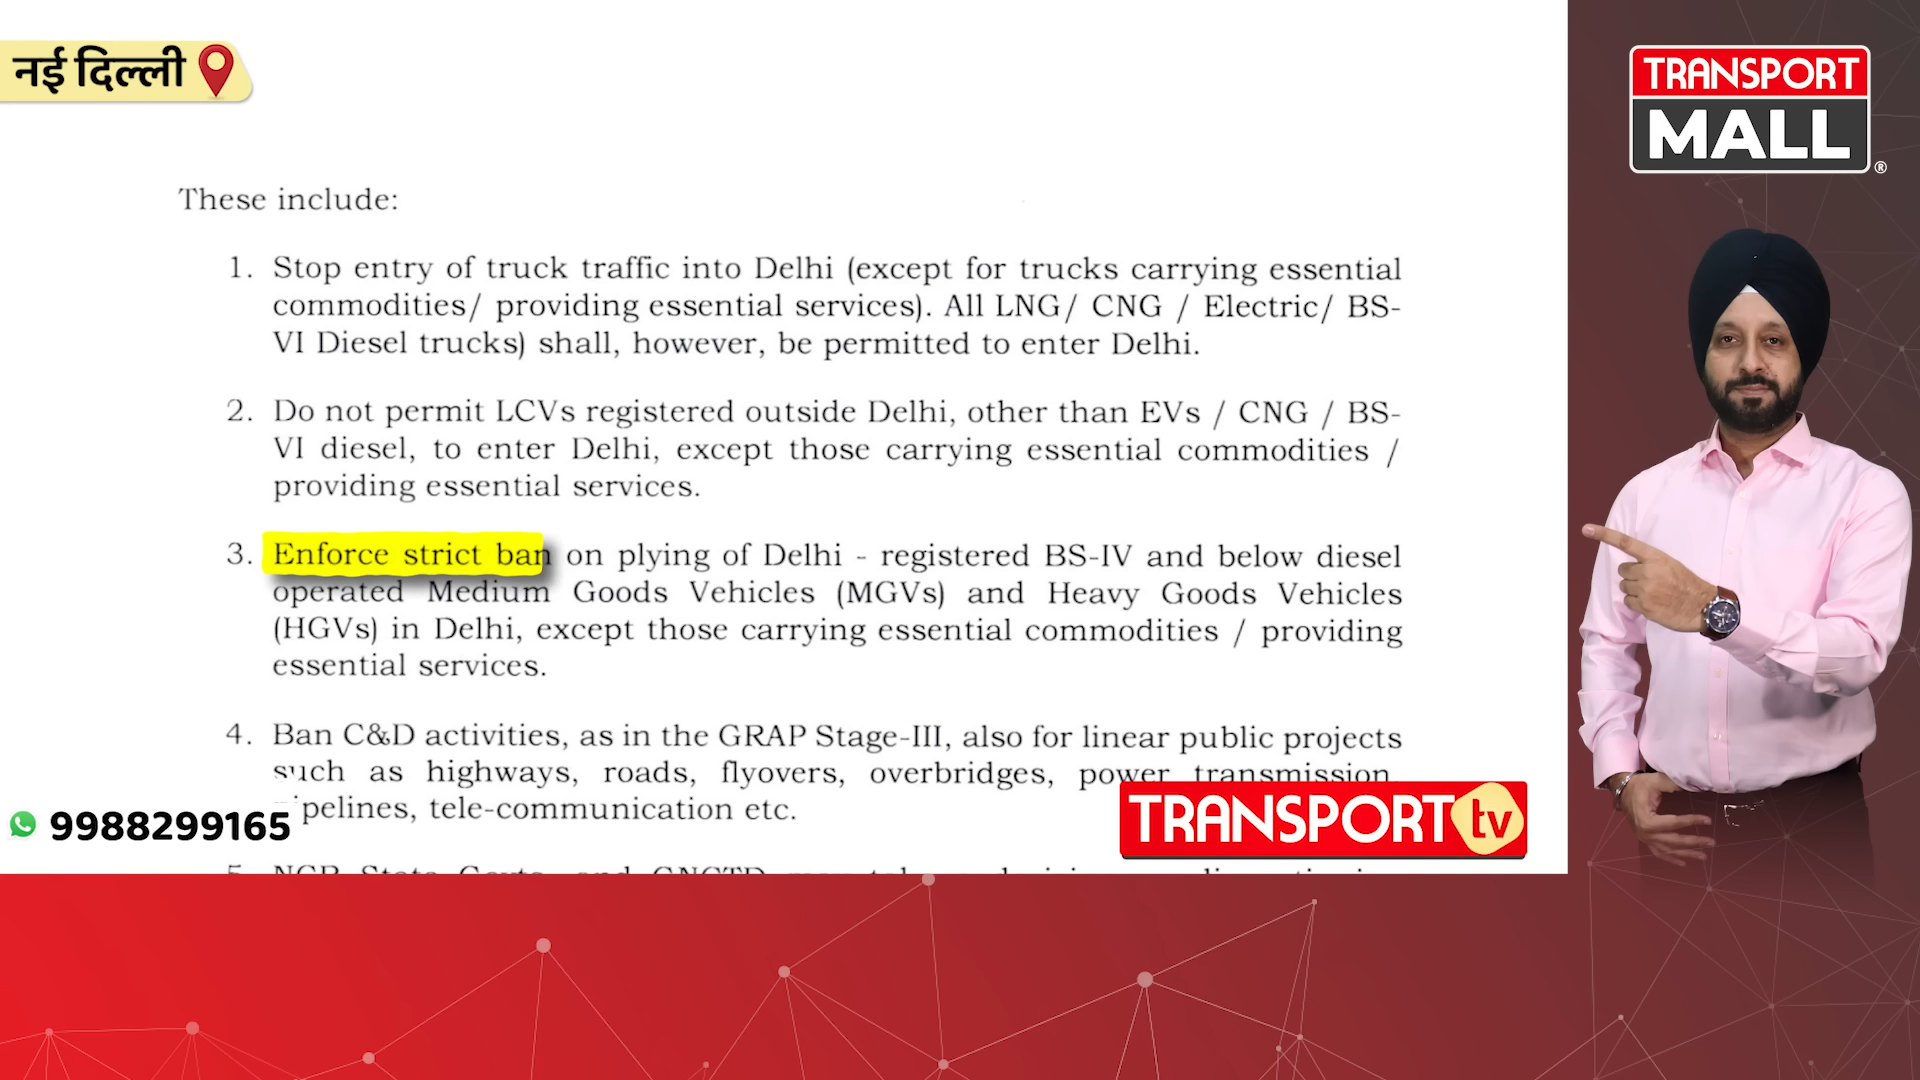 नई दिल्ली
TRANSPORT
MALL
®
These include:
1. Stop entry of truck traffic into Delhi (except for trucks carrying essential
commodities/ providing essential services). All LNG/ CNG / Electric/ BS-
VI Diesel trucks) shall, however, be permitted to enter Delhi.
2. Do not permit LCVs registered outside Delhi, other than EVs / CNG / BS-
VI diesel, to enter Delhi, except those carrying essential commodities /
providing essential services.
3. Enforce strict ban on plying of Delhi - registered BS-IV and below diesel
operated Medium Goods Vehicles (MGVs) and Heavy Goods Vehicles
(HGVs) in Delhi, except those carrying essential commodities / providing
essential services.
4. Ban C&D activities, as in the GRAP Stage-III, also for linear public projects
such as highways, roads, flyovers, overbridges, power transmission,
pipelines, tele-communication etc.
9988299165
TRANSPORT tv